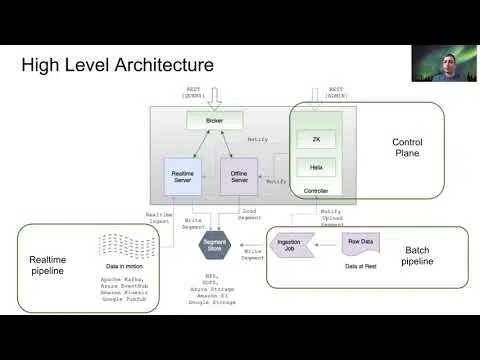 High Level Architecture
REST
(QUERY)
REST
(ADMIN)
Broker
Notify
ZK
Control
Plane
Realtime
Server
Offline
Server
Notify
Helix
Controller
Realtime
Ingest
Write
Segment
Load
Segment
Notify
Upload
Segment
Segment
Store
Write
Segment
Ingestion
Job
Raw Data
Batch
pipeline
Data at Rest
Realtime
pipeline
Data in motion
Apache Kafka,
Azure EventHub
Amazon Kinesis
Google PubSub
NFS,
HDFS,
Azure Storage
Amazon S3
Google Storage